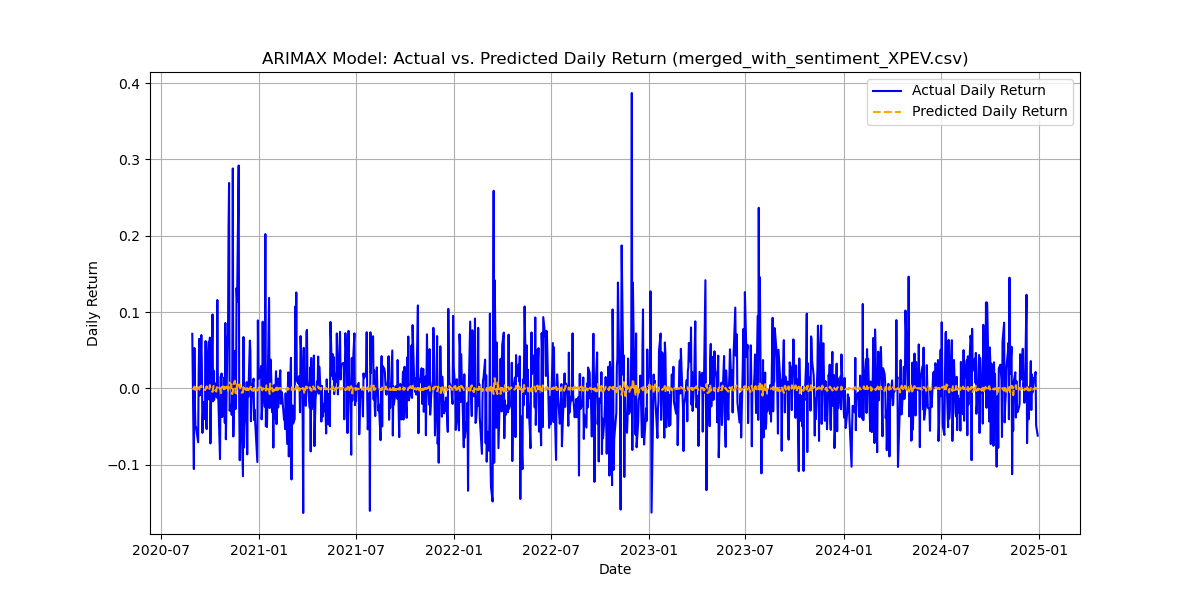 ARIMAX Model: Actual vs. Predicted Daily Return (merged_with_sentiment_XPEV.csv)
Actual Daily Return
Predicted Daily Return
0.4
0.3
0.2
0.1
0.0
−0.1
Daily Return
2020-07 2021-01 2021-07 2022-01 2022-07 2023-01 2023-07 2024-01 2024-07 2025-01
Date